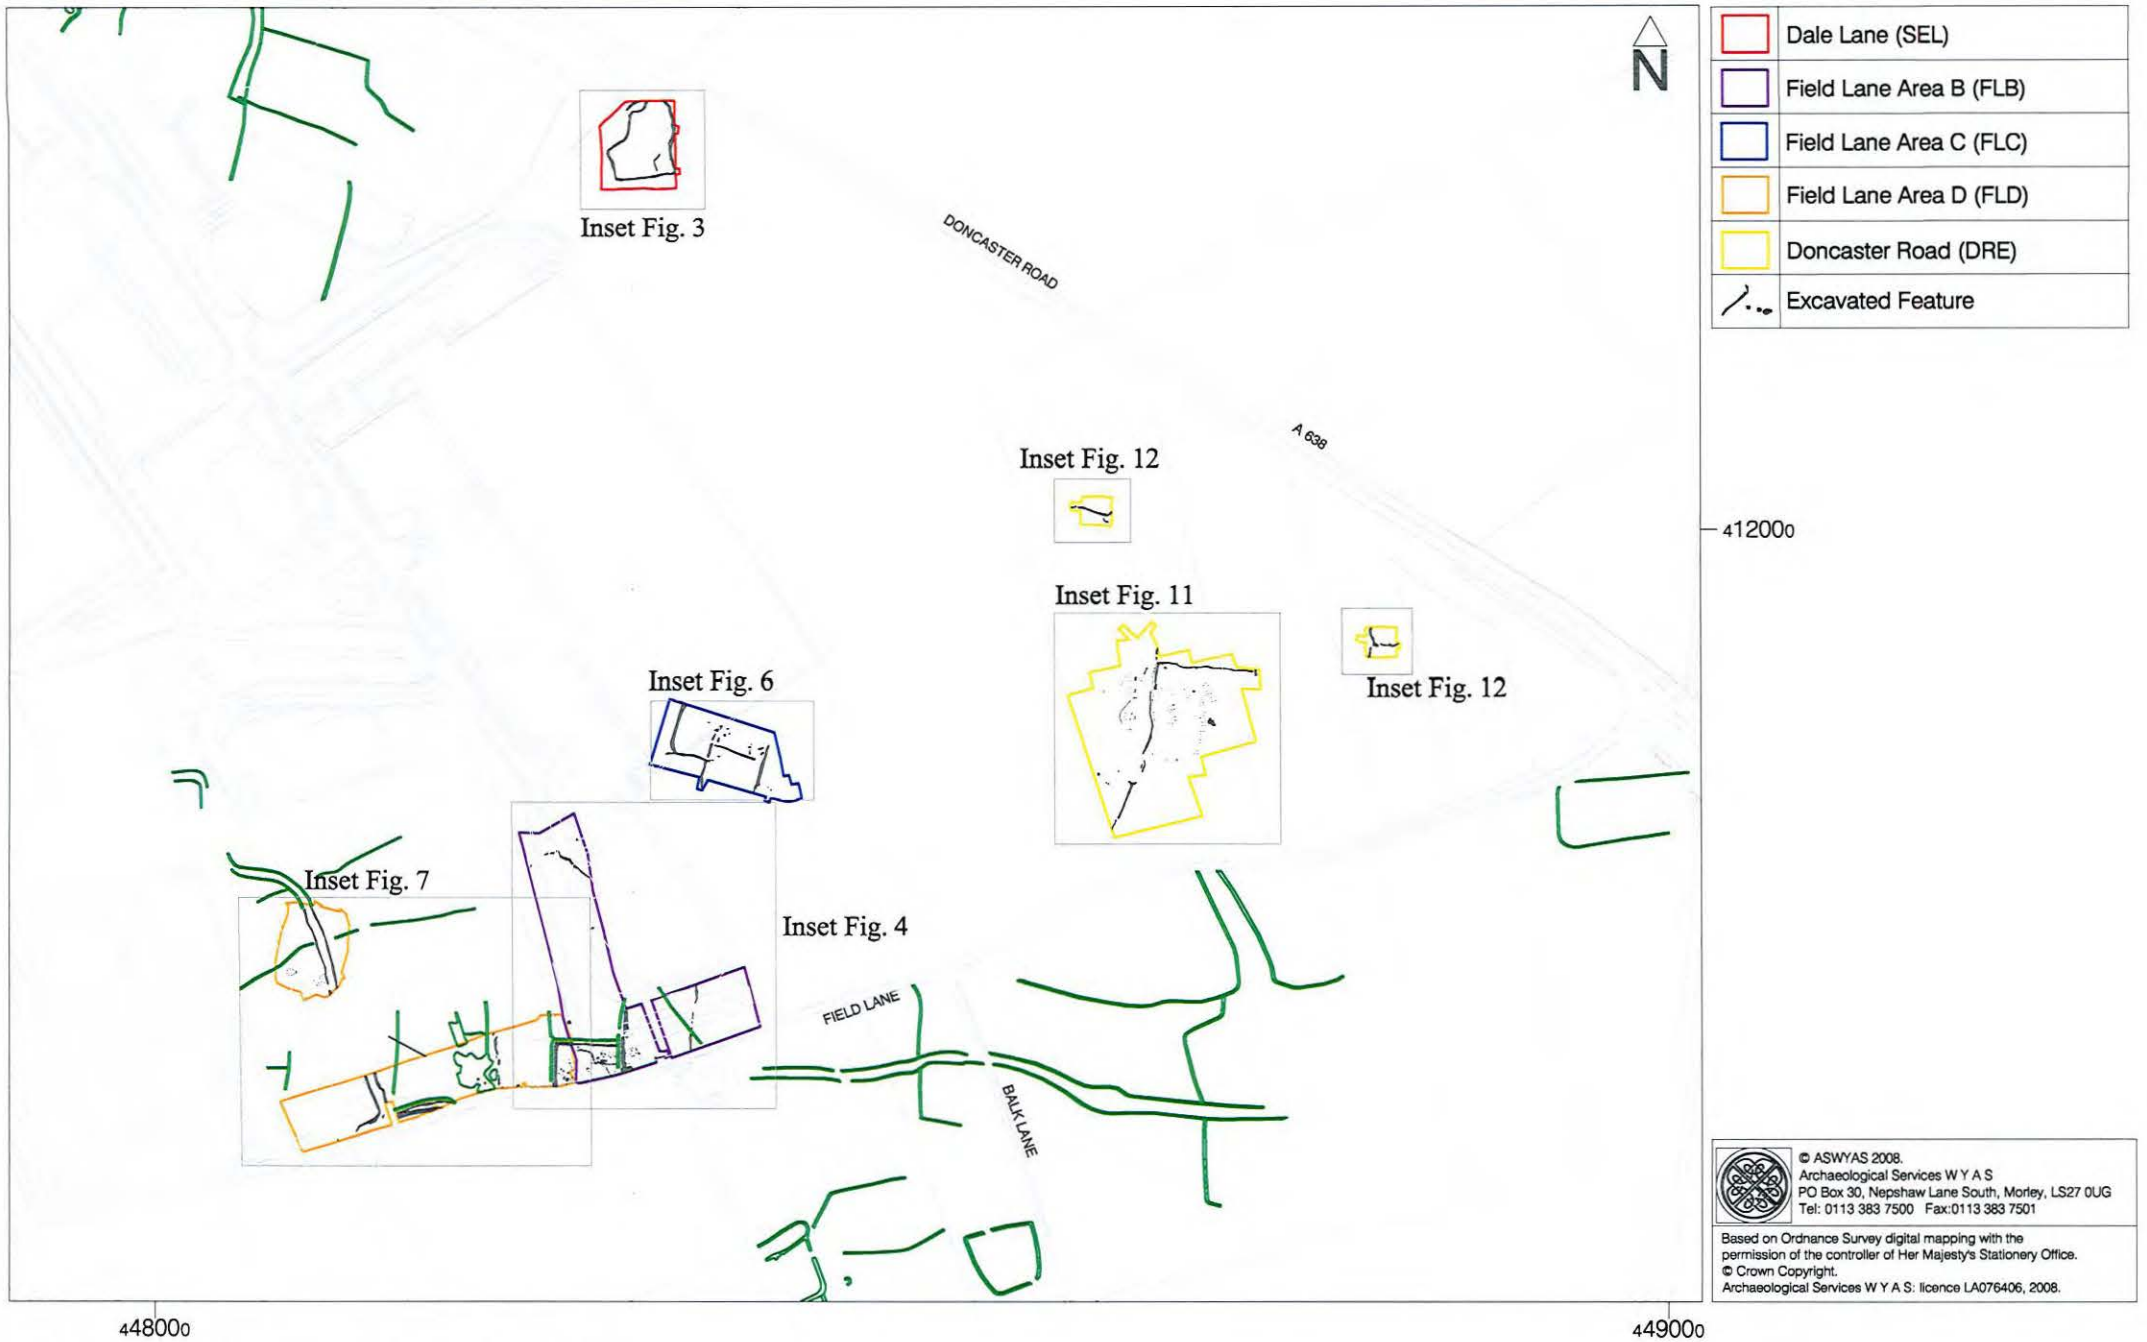 N
Dale Lane (SEL)
Field Lane Area B (FLB)
Field Lane Area C (FLC)
Field Lane Area D (FLD)
Doncaster Road (DRE)
Excavated Feature
Inset Fig. 3
DONCASTER ROAD
A 638
Inset Fig. 12
412000
Inset Fig. 11
Inset Fig. 12
Inset Fig. 6
Inset Fig. 7
Inset Fig. 4
FIELD LANE
BALK LANE
© ASWYAS 2008.
Archaeological Services W Y A S
PO Box 30, Nepshaw Lane South, Morley, LS27 0UG
Tel: 0113 383 7500 Fax:0113 383 7501
Based on Ordnance Survey digital mapping with the
permission of the controller of Her Majesty's Stationery Office.
© Crown Copyright.
Archaeological Services W Y A S: licence LA076406, 2008.
448000
449000